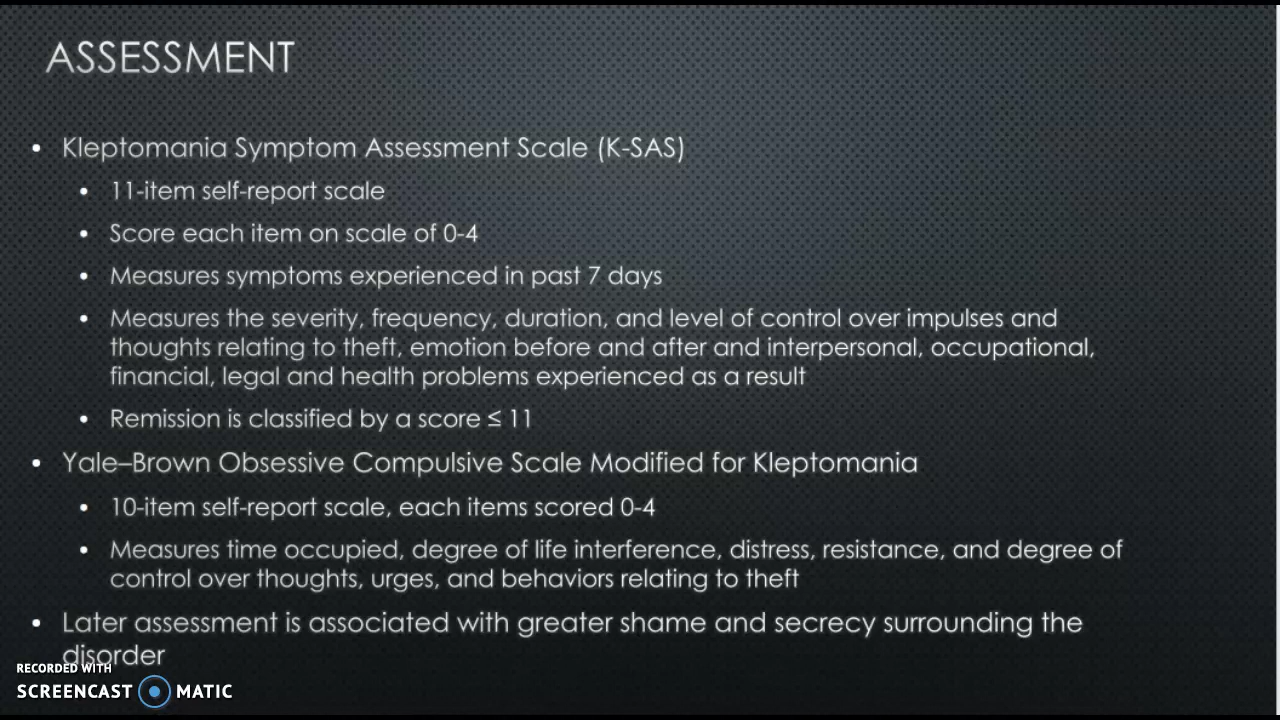 ASSESSMENT
• Kleptomania Symptom Assessment Scale (K-SAS)
• 11-item self-report scale
• Score each item on scale of 0-4
• Measures symptoms experienced in past 7 days
• Measures the severity, frequency, duration, and level of control over impulses and
thoughts relating to theft, emotion before and after and interpersonal, occupational,
financial, legal and health problems experienced as a result
• Remission is classified by a score ≤ 11
• Yale–Brown Obsessive Compulsive Scale Modified for Kleptomania
• 10-item self-report scale, each items scored 0-4
• Measures time occupied, degree of life interference, distress, resistance, and degree of
control over thoughts, urges, and behaviors relating to theft
• Later assessment is associated with greater shame and secrecy surrounding the
disorder
RECORDED WITH
SCREENCAST MATIC